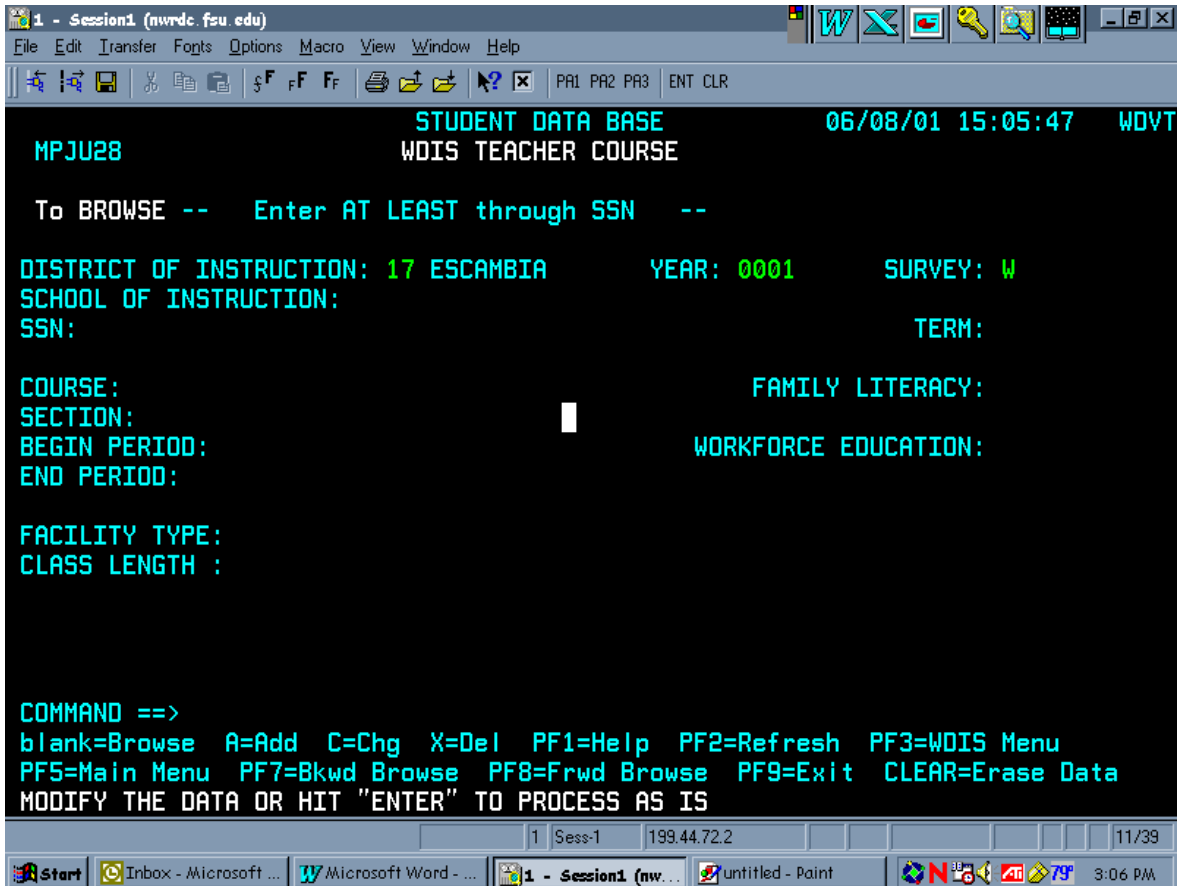 1 - Session1 (nwrdc.fsu.edu)
File Edit Transfer Fonts Options Macro View Window Help
PA1 PA2 PA3 ENT CLR
STUDENT DATA BASE 06/08/01 15:05:47 WDVT
MPJU28 WDIS TEACHER COURSE
To BROWSE -- Enter AT LEAST through SSN --
DISTRICT OF INSTRUCTION: 17 ESCAMBIA YEAR: 0001 SURVEY: W
SCHOOL OF INSTRUCTION:
SSN: TERM:
COURSE: FAMILY LITERACY:
SECTION:
BEGIN PERIOD: WORKFORCE EDUCATION:
END PERIOD:
FACILITY TYPE:
CLASS LENGTH :
COMMAND ==>
blank=Browse A=Add C=Chg X=Del PF1=Help PF2=Refresh PF3=WDIS Menu
PF5=Main Menu PF7=Bkwd Browse PF8=Frwd Browse PF9=Exit CLEAR=Erase Data
MODIFY THE DATA OR HIT "ENTER" TO PROCESS AS IS
1 Sess-1 199.44.72.2 11/39
Start Inbox - Microsoft ... Microsoft Word - ... 1 - Session1 (nw... untitled - Paint N ATI 79° 3:06 PM